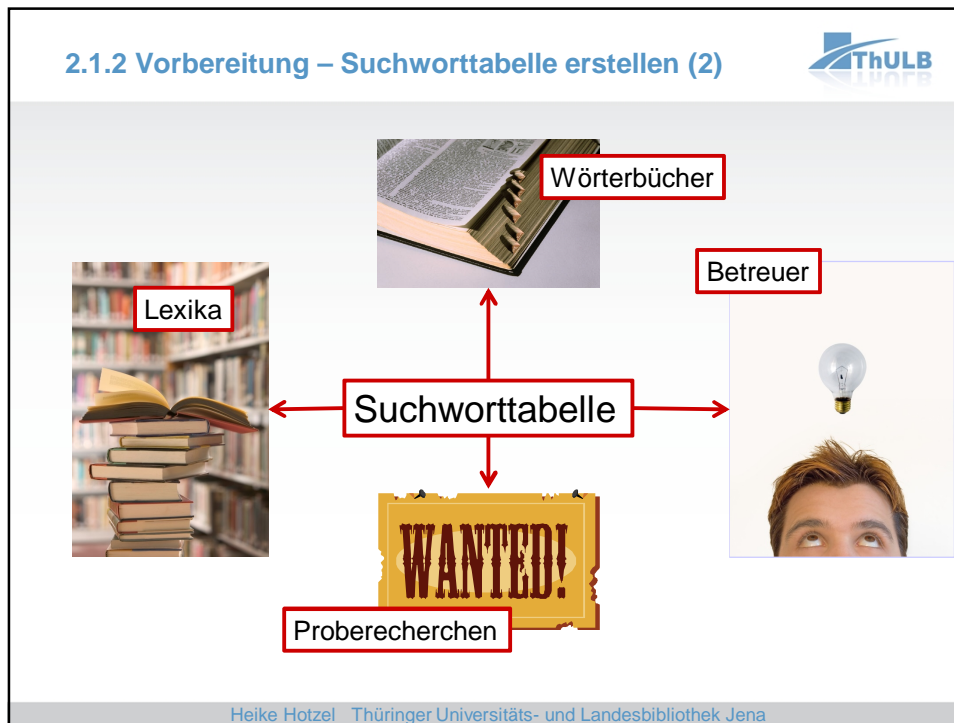 2.1.2 Vorbereitung – Suchworttabelle erstellen (2)
ThULB
Wörterbücher
Betreuer
Lexika
Suchworttabelle
WANTED!
Proberecherchen
Heike Hotzel Thüringer Universitäts- und Landesbibliothek Jena